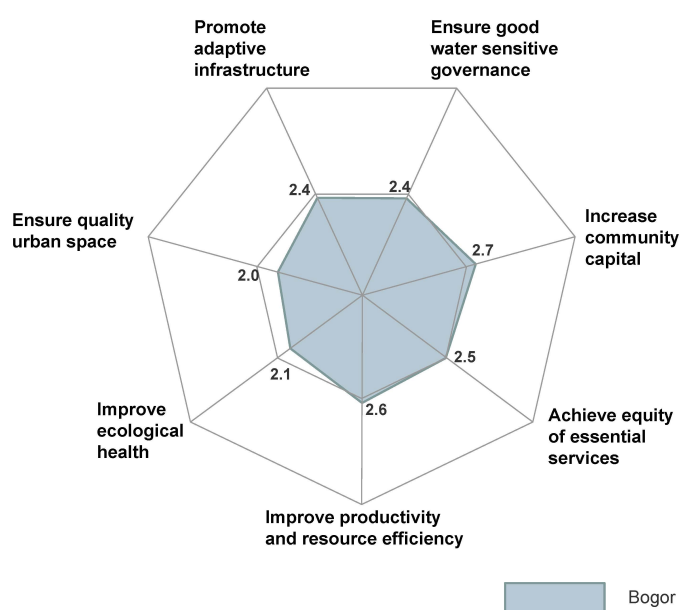 Promote
adaptive
infrastructure
Ensure good
water sensitive
governance
2.4
2.4
Ensure quality
urban space
Increase
community
capital
2.7
2.0
2.5
2.1
2.6
Improve
ecological
health
Achieve equity
of essential
services
Improve productivity
and resource efficiency
Bogor